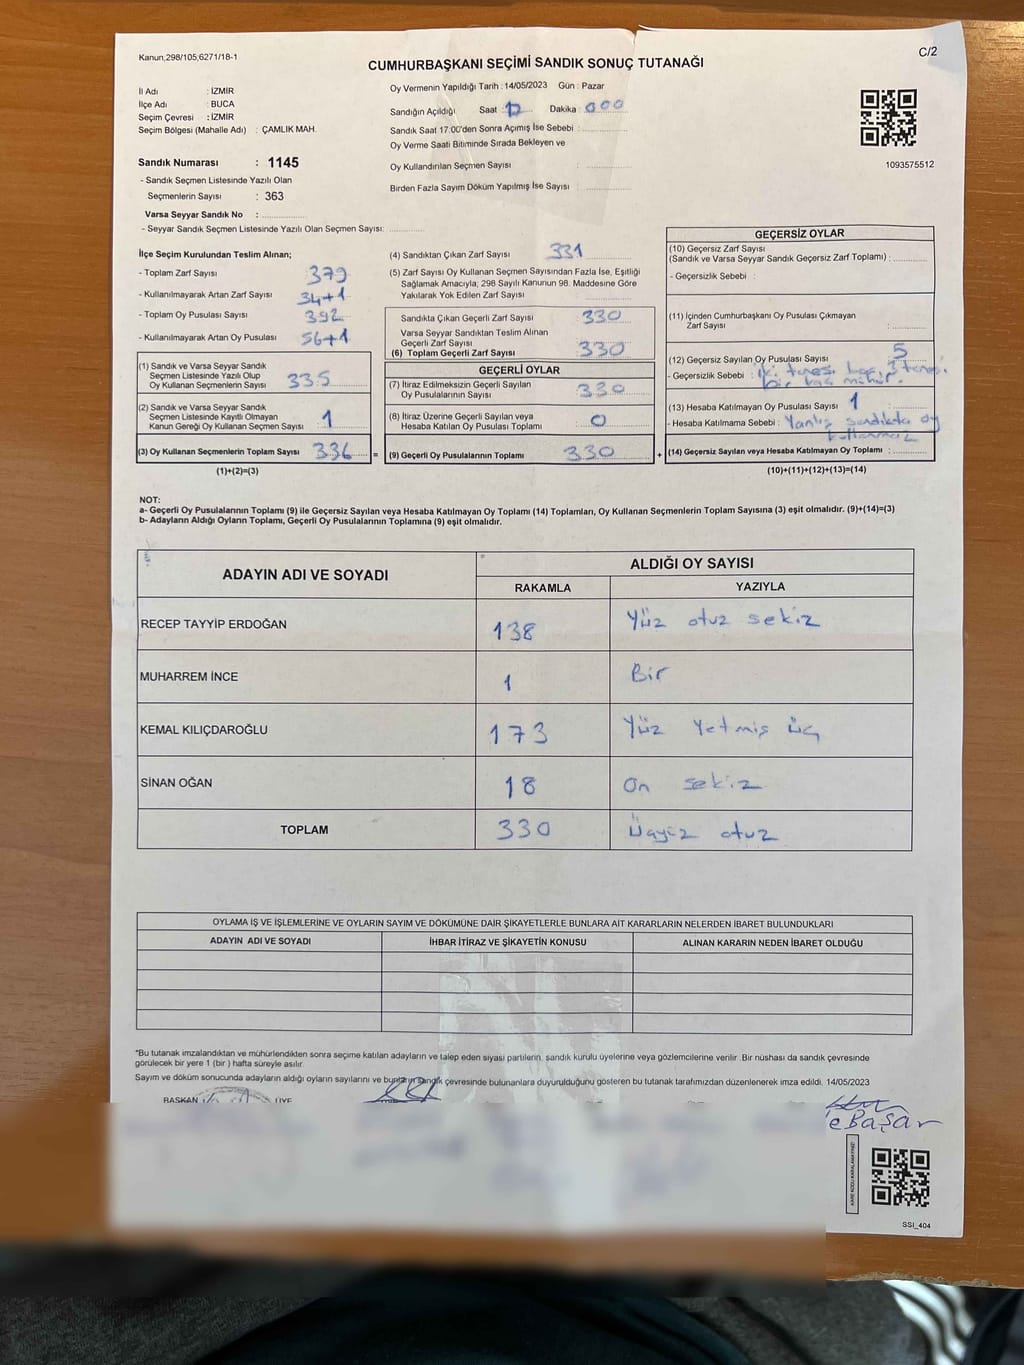 Kanun;298/105;6271/18-1
C/2
CUMHURBAŞKANI SEÇİMİ SANDIK SONUÇ TUTANAĞI
İl Adı : İZMİR
İlçe Adı : BUCA
Seçim Çevresi : İZMİR
Seçim Bölgesi (Mahalle Adı) : ÇAMLIK MAH.
Sandık Numarası : 1145
- Sandık Seçmen Listesinde Yazılı Olan
Seçmenlerin Sayısı : 363
Varsa Seyyar Sandık No :
- Seyyar Sandık Seçmen Listesinde Yazılı Olan Seçmen Sayısı:
Oy Vermenin Yapıldığı Tarih : 14/05/2023 Gün : Pazar
Sandığın Açıldığı Saat : Dakika : 000
Sandık Saat 17:00'den Sonra Açımış İse Sebebi :
Oy Verme Saati Bitiminde Sırada Bekleyen ve
Oy Kullandırılan Seçmen Sayısı :
Birden Fazla Sayım Döküm Yapılmış İse Sayısı :
1093575512
İlçe Seçim Kurulundan Teslim Alınan;
- Toplam Zarf Sayısı 379
- Kullanılmayarak Artan Zarf Sayısı 34+1
- Toplam Oy Pusulası Sayısı 392
- Kullanılmayarak Artan Oy Pusulası 56+1
(1) Sandık ve Varsa Seyyar Sandık
Seçmen Listesinde Yazılı Olup
Oy Kullanan Seçmenlerin Sayısı 335
(2) Sandık ve Varsa Seyyar Sandık
Seçmen Listesinde Kayıtlı Olmayan
Kanun Gereği Oy Kullanan Seçmen Sayısı 1
(3) Oy Kullanan Seçmenlerin Toplam Sayısı 336 =
(1)+(2)=(3)
(4) Sandıktan Çıkan Zarf Sayısı 331
(5) Zarf Sayısı Oy Kullanan Seçmen Sayısından Fazla İse, Eşitliği
Sağlamak Amacıyla; 298 Sayılı Kanunun 98. Maddesine Göre
Yakılarak Yok Edilen Zarf Sayısı
Sandıkta Çıkan Geçerli Zarf Sayısı : 330
Varsa Seyyar Sandıktan Teslim Alınan
Geçerli Zarf Sayısı
(6) Toplam Geçerli Zarf Sayısı : 330
GEÇERLİ OYLAR
(7) İtiraz Edilmeksizin Geçerli Sayılan
Oy Pusulalarının Sayısı : 330
(8) İtiraz Üzerine Geçerli Sayılan veya
Hesaba Katılan Oy Pusulası Toplamı : 0
(9) Geçerli Oy Pusulalarının Toplamı 330 +
GEÇERSİZ OYLAR
(10) Geçersiz Zarf Sayısı
(Sandık ve Varsa Seyyar Sandık Geçersiz Zarf Toplamı) :
- Geçersizlik Sebebi :
(11) İçinden Cumhurbaşkanı Oy Pusulası Çıkmayan
Zarf Sayısı :
(12) Geçersiz Sayılan Oy Pusulası Sayısı : 5
- Geçersizlik Sebebi : iki tanesi boş, 3 tanesi
(13) Hesaba Katılmayan Oy Pusulası Sayısı : 1
- Hesaba Katılmama Sebebi : Yanlış sandıkta oy
kullanmaz
(14) Geçersiz Sayılan veya Hesaba Katılmayan Oy Toplamı :
(10)+(11)+(12)+(13)=(14)
NOT:
a- Geçerli Oy Pusulalarının Toplamı (9) ile Geçersiz Sayılan veya Hesaba Katılmayan Oy Toplamı (14) Toplamları, Oy Kullanan Seçmenlerin Toplam Sayısına (3) eşit olmalıdır. (9)+(14)=(3)
b- Adayların Aldığı Oyların Toplamı, Geçerli Oy Pusulalarının Toplamına (9) eşit olmalıdır.
ADAYIN ADI VE SOYADI ALDIĞI OY SAYISI
RAKAMLA YAZIYLA
RECEP TAYYİP ERDOĞAN 138 Yüz otuz sekiz
MUHARREM İNCE 1 Bir
KEMAL KILIÇDAROĞLU 173 Yüz Yetmiş üç
SİNAN OĞAN 18 On sekiz
TOPLAM 330 Üçyüz otuz
OYLAMA İŞ VE İŞLEMLERİNE VE OYLARIN SAYIM VE DÖKÜMÜNE DAİR ŞİKAYETLERLE BUNLARA AİT KARARLARIN NELERDEN İBARET BULUNDUKLARI
ADAYIN ADI VE SOYADI İHBAR İTİRAZ VE ŞİKAYETİN KONUSU ALINAN KARARIN NEDEN İBARET OLDUĞU
*Bu tutanak imzalandıktan ve mühürlendikten sonra seçime katılan adayların ve talep eden siyasi partilerin, sandık kurulu üyelerine veya gözlemcilerine verilir. Bir nüshası da sandık çevresinde
görülecek bir yere 1 (bir) hafta süreyle asılır.
Sayım ve döküm sonucunda adayların aldığı oyların sayılarını ve bunların sandık çevresinde bulunanlara duyurulduğunu gösteren bu tutanak tarafımızdan düzenlenerek imza edildi. 14/05/2023
BAŞKAN ÜYE
e Başar
SSI_404